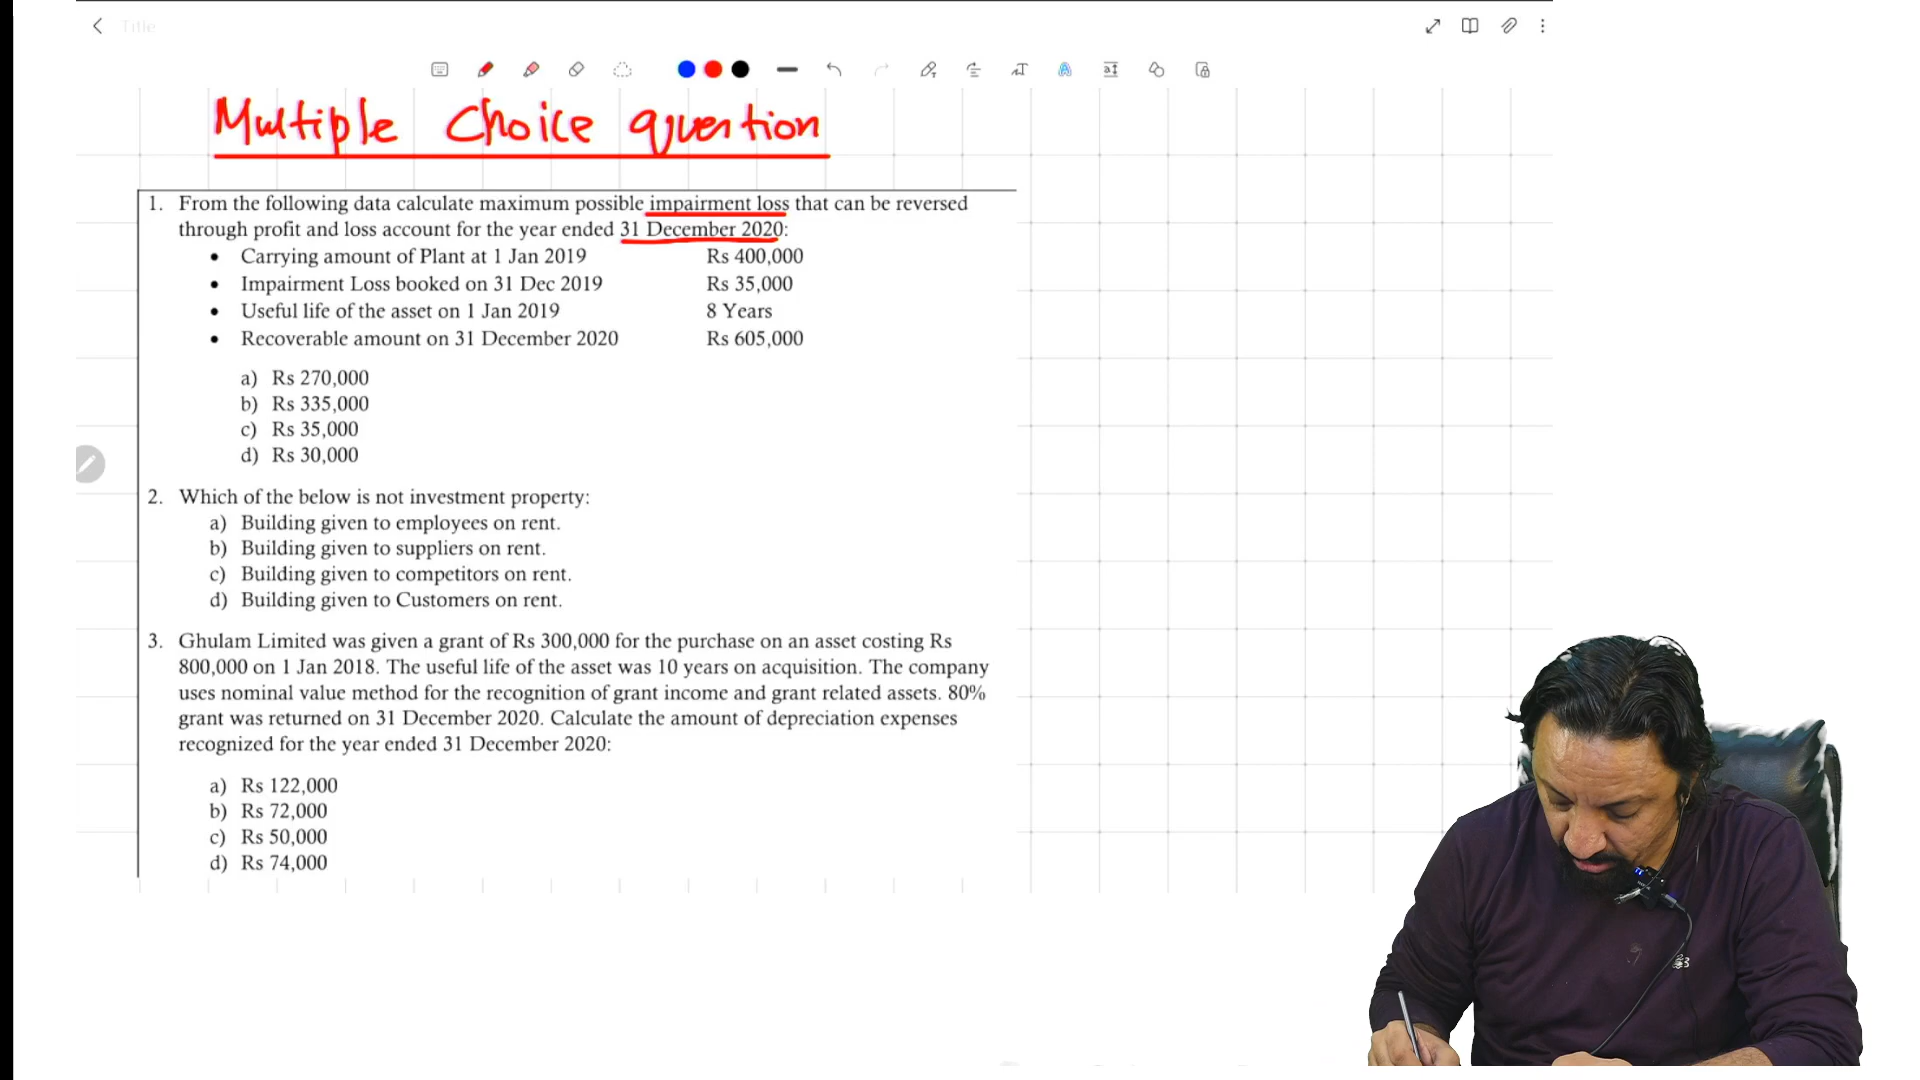 Title
Multiple Choice question
1. From the following data calculate maximum possible impairment loss that can be reversed
through profit and loss account for the year ended 31 December 2020:
• Carrying amount of Plant at 1 Jan 2019 Rs 400,000
• Impairment Loss booked on 31 Dec 2019 Rs 35,000
• Useful life of the asset on 1 Jan 2019 8 Years
• Recoverable amount on 31 December 2020 Rs 605,000
a) Rs 270,000
b) Rs 335,000
c) Rs 35,000
d) Rs 30,000
2. Which of the below is not investment property:
a) Building given to employees on rent.
b) Building given to suppliers on rent.
c) Building given to competitors on rent.
d) Building given to Customers on rent.
3. Ghulam Limited was given a grant of Rs 300,000 for the purchase on an asset costing Rs
800,000 on 1 Jan 2018. The useful life of the asset was 10 years on acquisition. The company
uses nominal value method for the recognition of grant income and grant related assets. 80%
grant was returned on 31 December 2020. Calculate the amount of depreciation expenses
recognized for the year ended 31 December 2020:
a) Rs 122,000
b) Rs 72,000
c) Rs 50,000
d) Rs 74,000